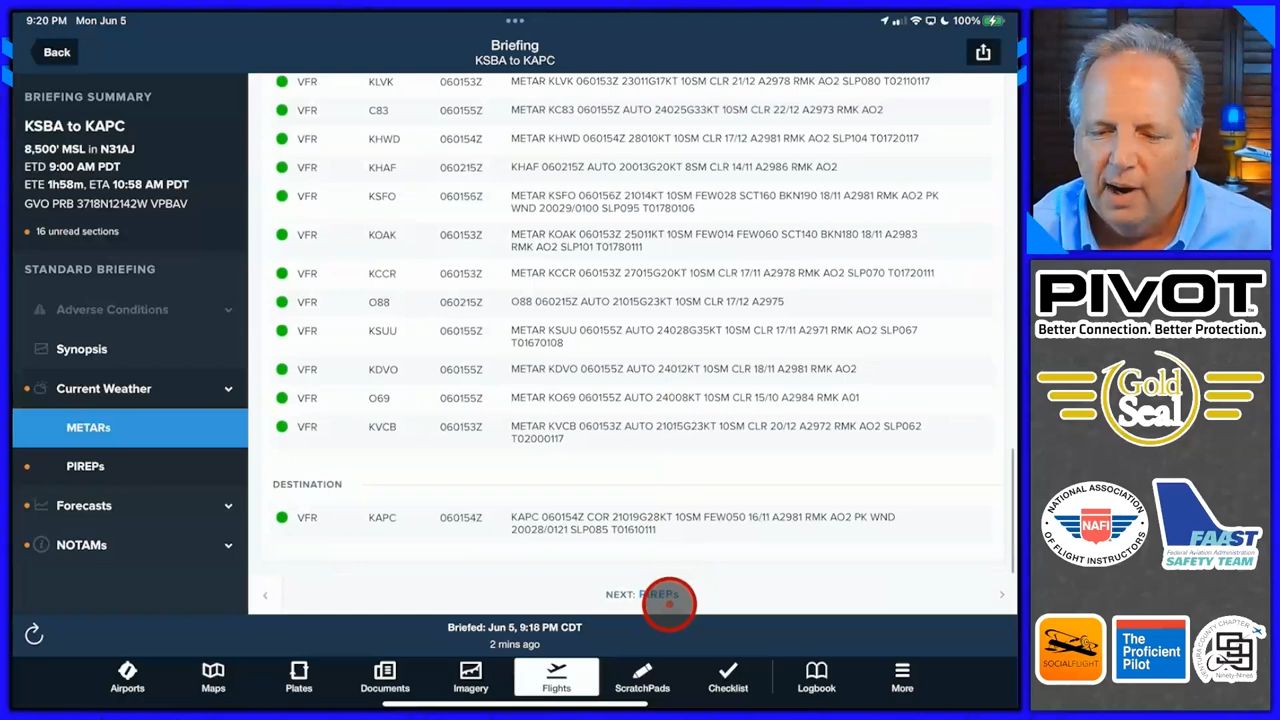 9:20 PM Mon Jun 5
100%
Back
Briefing
KSBA to KAPC
BRIEFING SUMMARY
KSBA to KAPC
8,500' MSL in N31AJ
ETD 9:00 AM PDT
ETE 1h58m, ETA 10:58 AM PDT
GVO PRB 3718N12142W VPBAV
16 unread sections
STANDARD BRIEFING
Adverse Conditions
Synopsis
Current Weather
METARs
PIREPs
Forecasts
NOTAMs
VFR KLVK 060153Z METAR KLVK 060153Z 23011G17KT 10SM CLR 21/12 A2978 RMK AO2 SLP080 T02110117
VFR C83 060155Z METAR KC83 060155Z AUTO 24025G33KT 10SM CLR 22/12 A2973 RMK AO2
VFR KHWD 060154Z METAR KHWD 060154Z 28010KT 10SM CLR 17/12 A2981 RMK AO2 SLP104 T01720117
VFR KHAF 060215Z KHAF 060215Z AUTO 20013G20KT 8SM CLR 14/11 A2986 RMK AO2
VFR KSFO 060156Z METAR KSFO 060156Z 21014KT 10SM FEW028 SCT160 BKN190 18/11 A2981 RMK AO2 PK
WND 20029/0100 SLP095 T01780106
VFR KOAK 060153Z METAR KOAK 060153Z 25011KT 10SM FEW014 FEW060 SCT140 BKN180 18/11 A2983
RMK AO2 SLP101 T01780111
VFR KCCR 060153Z METAR KCCR 060153Z 27015G20KT 10SM CLR 17/11 A2978 RMK AO2 SLP070 T01720111
VFR O88 060215Z O88 060215Z AUTO 21015G23KT 10SM CLR 17/12 A2975
VFR KSUU 060155Z METAR KSUU 060155Z AUTO 24028G35KT 10SM CLR 17/11 A2971 RMK AO2 SLP067
T01670108
VFR KDVO 060155Z METAR KDVO 060155Z AUTO 24012KT 10SM CLR 18/11 A2981 RMK AO2
VFR O69 060155Z METAR KO69 060155Z AUTO 24008KT 10SM CLR 15/10 A2984 RMK A01
VFR KVCB 060153Z METAR KVCB 060153Z AUTO 21015G23KT 10SM CLR 20/12 A2972 RMK AO2 SLP062
T02000117
DESTINATION
VFR KAPC 060154Z KAPC 060154Z COR 21019G28KT 10SM FEW050 16/11 A2981 RMK AO2 PK WND
20028/0121 SLP085 T01610111
NEXT: PIREPs
Briefed: Jun 5, 9:18 PM CDT
2 mins ago
Airports
Maps
Plates
Documents
Imagery
Flights
ScratchPads
Checklist
Logbook
More
PIVOT
Better Connection. Better Protection.
Gold
Seal
NATIONAL ASSOCIATION
NAFI
OF FLIGHT INSTRUCTORS
FAAST
Federal Aviation Administration
SAFETY TEAM
SOCIALFLIGHT
The
Proficient
Pilot
VENTURA COUNTY CHAPTER
99
Ninety-Nines